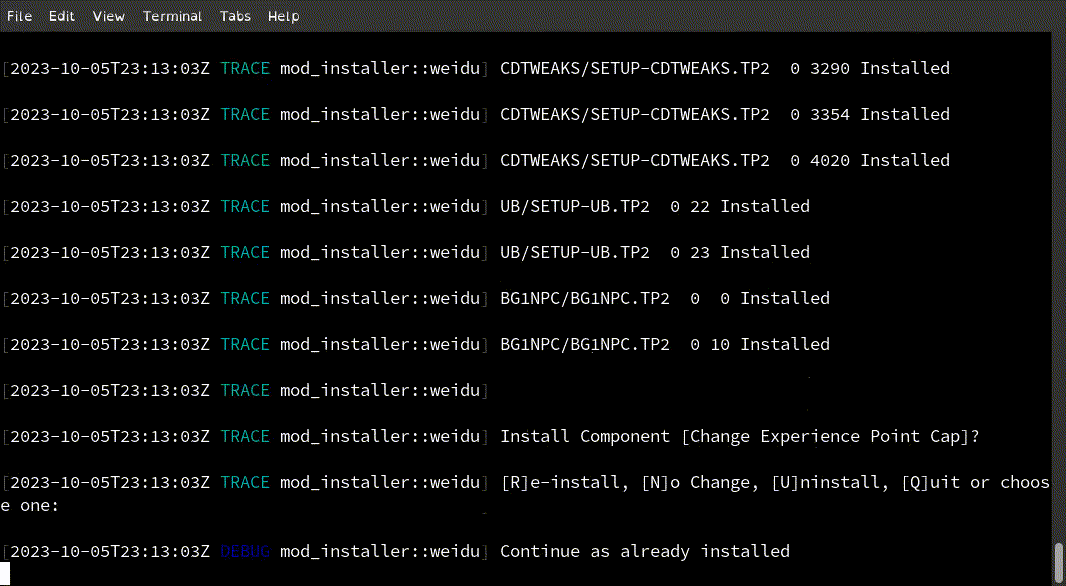 File Edit View Terminal Tabs Help
[2023-10-05T23:13:03Z TRACE mod_installer::weidu] CDTWEAKS/SETUP-CDTWEAKS.TP2  0 3290 Installed
[2023-10-05T23:13:03Z TRACE mod_installer::weidu] CDTWEAKS/SETUP-CDTWEAKS.TP2  0 3354 Installed
[2023-10-05T23:13:03Z TRACE mod_installer::weidu] CDTWEAKS/SETUP-CDTWEAKS.TP2  0 4020 Installed
[2023-10-05T23:13:03Z TRACE mod_installer::weidu] UB/SETUP-UB.TP2  0 22 Installed
[2023-10-05T23:13:03Z TRACE mod_installer::weidu] UB/SETUP-UB.TP2  0 23 Installed
[2023-10-05T23:13:03Z TRACE mod_installer::weidu] BG1NPC/BG1NPC.TP2  0  0 Installed
[2023-10-05T23:13:03Z TRACE mod_installer::weidu] BG1NPC/BG1NPC.TP2  0 10 Installed
[2023-10-05T23:13:03Z TRACE mod_installer::weidu]
[2023-10-05T23:13:03Z TRACE mod_installer::weidu] Install Component [Change Experience Point Cap]?
[2023-10-05T23:13:03Z TRACE mod_installer::weidu] [R]e-install, [N]o Change, [U]ninstall, [Q]uit or choos
e one:
[2023-10-05T23:13:03Z DEBUG mod_installer::weidu] Continue as already installed